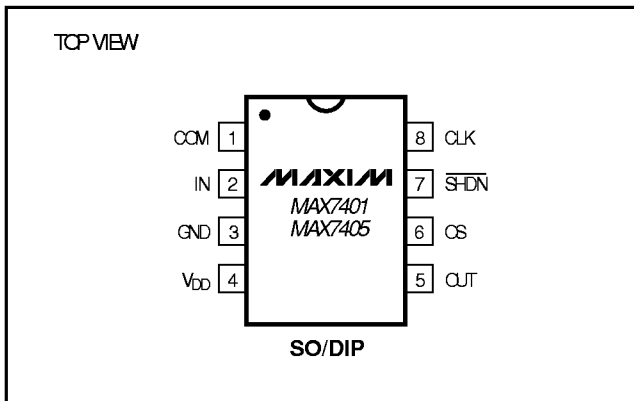 TOP VIEW
COM 1
8 CLK
IN 2
MAXIM
7 S̅H̅D̅N̅
MAX7401
GND 3
MAX7405
6 OS
VDD 4
5 OUT
SO/DIP